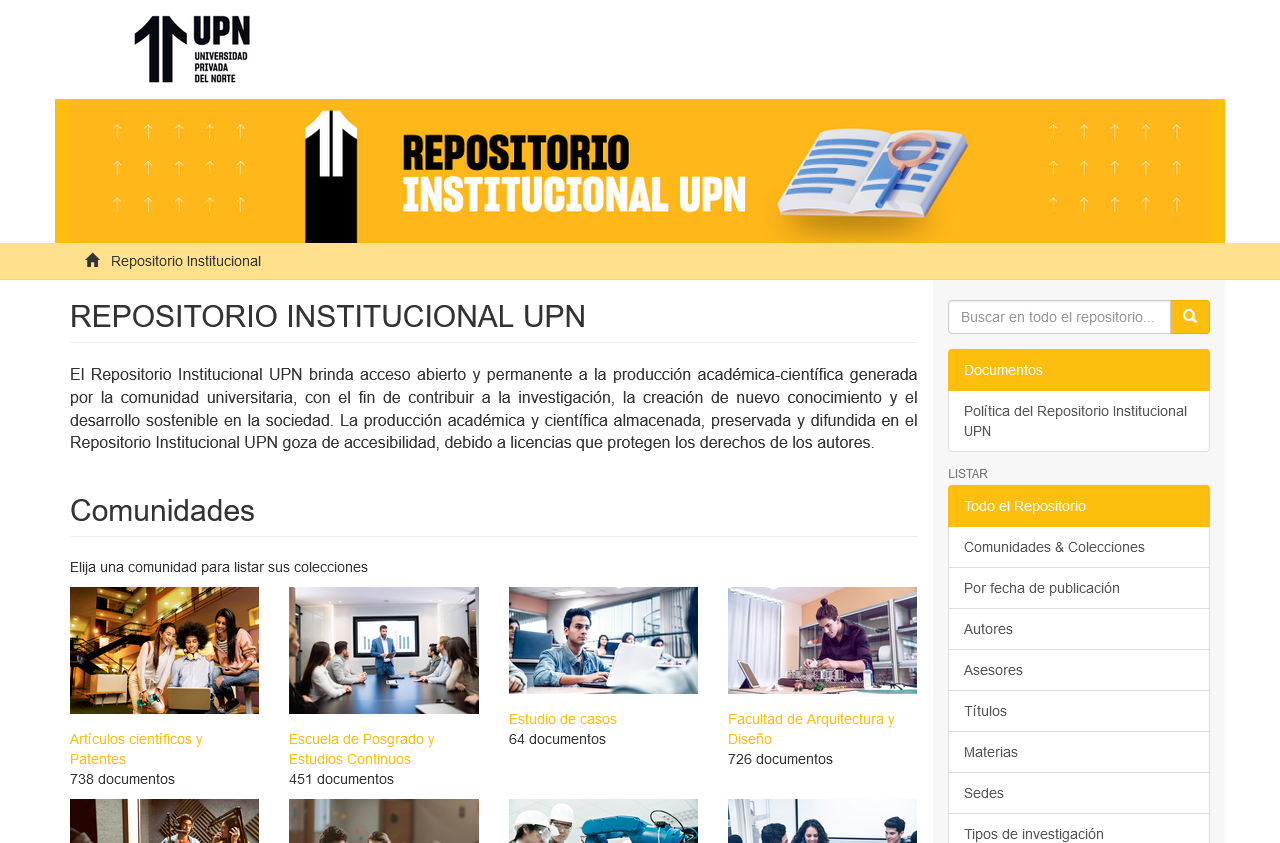 UPN
UNIVERSIDAD
PRIVADA
DEL NORTE
REPOSITORIO
INSTITUCIONAL UPN
Repositorio Institucional
REPOSITORIO INSTITUCIONAL UPN
El Repositorio Institucional UPN brinda acceso abierto y permanente a la producción académica-científica generada
por la comunidad universitaria, con el fin de contribuir a la investigación, la creación de nuevo conocimiento y el
desarrollo sostenible en la sociedad. La producción académica y científica almacenada, preservada y difundida en el
Repositorio Institucional UPN goza de accesibilidad, debido a licencias que protegen los derechos de los autores.
Comunidades
Elija una comunidad para listar sus colecciones
Artículos científicos y
Patentes
738 documentos
Escuela de Posgrado y
Estudios Continuos
451 documentos
Estudio de casos
64 documentos
Facultad de Arquitectura y
Diseño
726 documentos
Buscar en todo el repositorio...
Documentos
Política del Repositorio Institucional
UPN
LISTAR
Todo el Repositorio
Comunidades & Colecciones
Por fecha de publicación
Autores
Asesores
Títulos
Materias
Sedes
Tipos de investigación